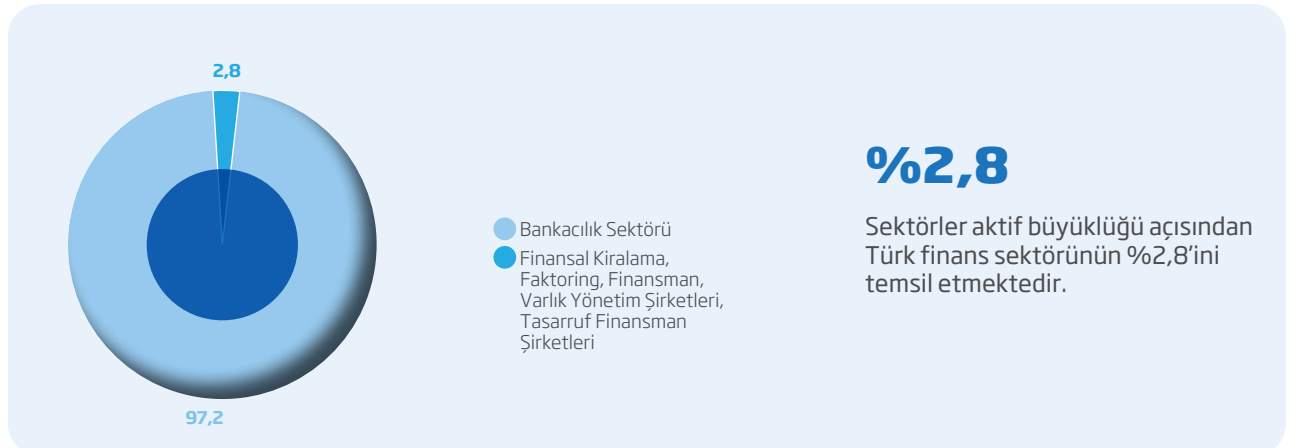 2,8
97,2
Bankacılık Sektörü
Finansal Kiralama,
Faktoring, Finansman,
Varlık Yönetim Şirketleri,
Tasarruf Finansman
Şirketleri
%2,8
Sektörler aktif büyüklüğü açısından
Türk finans sektörünün %2,8'ini
temsil etmektedir.